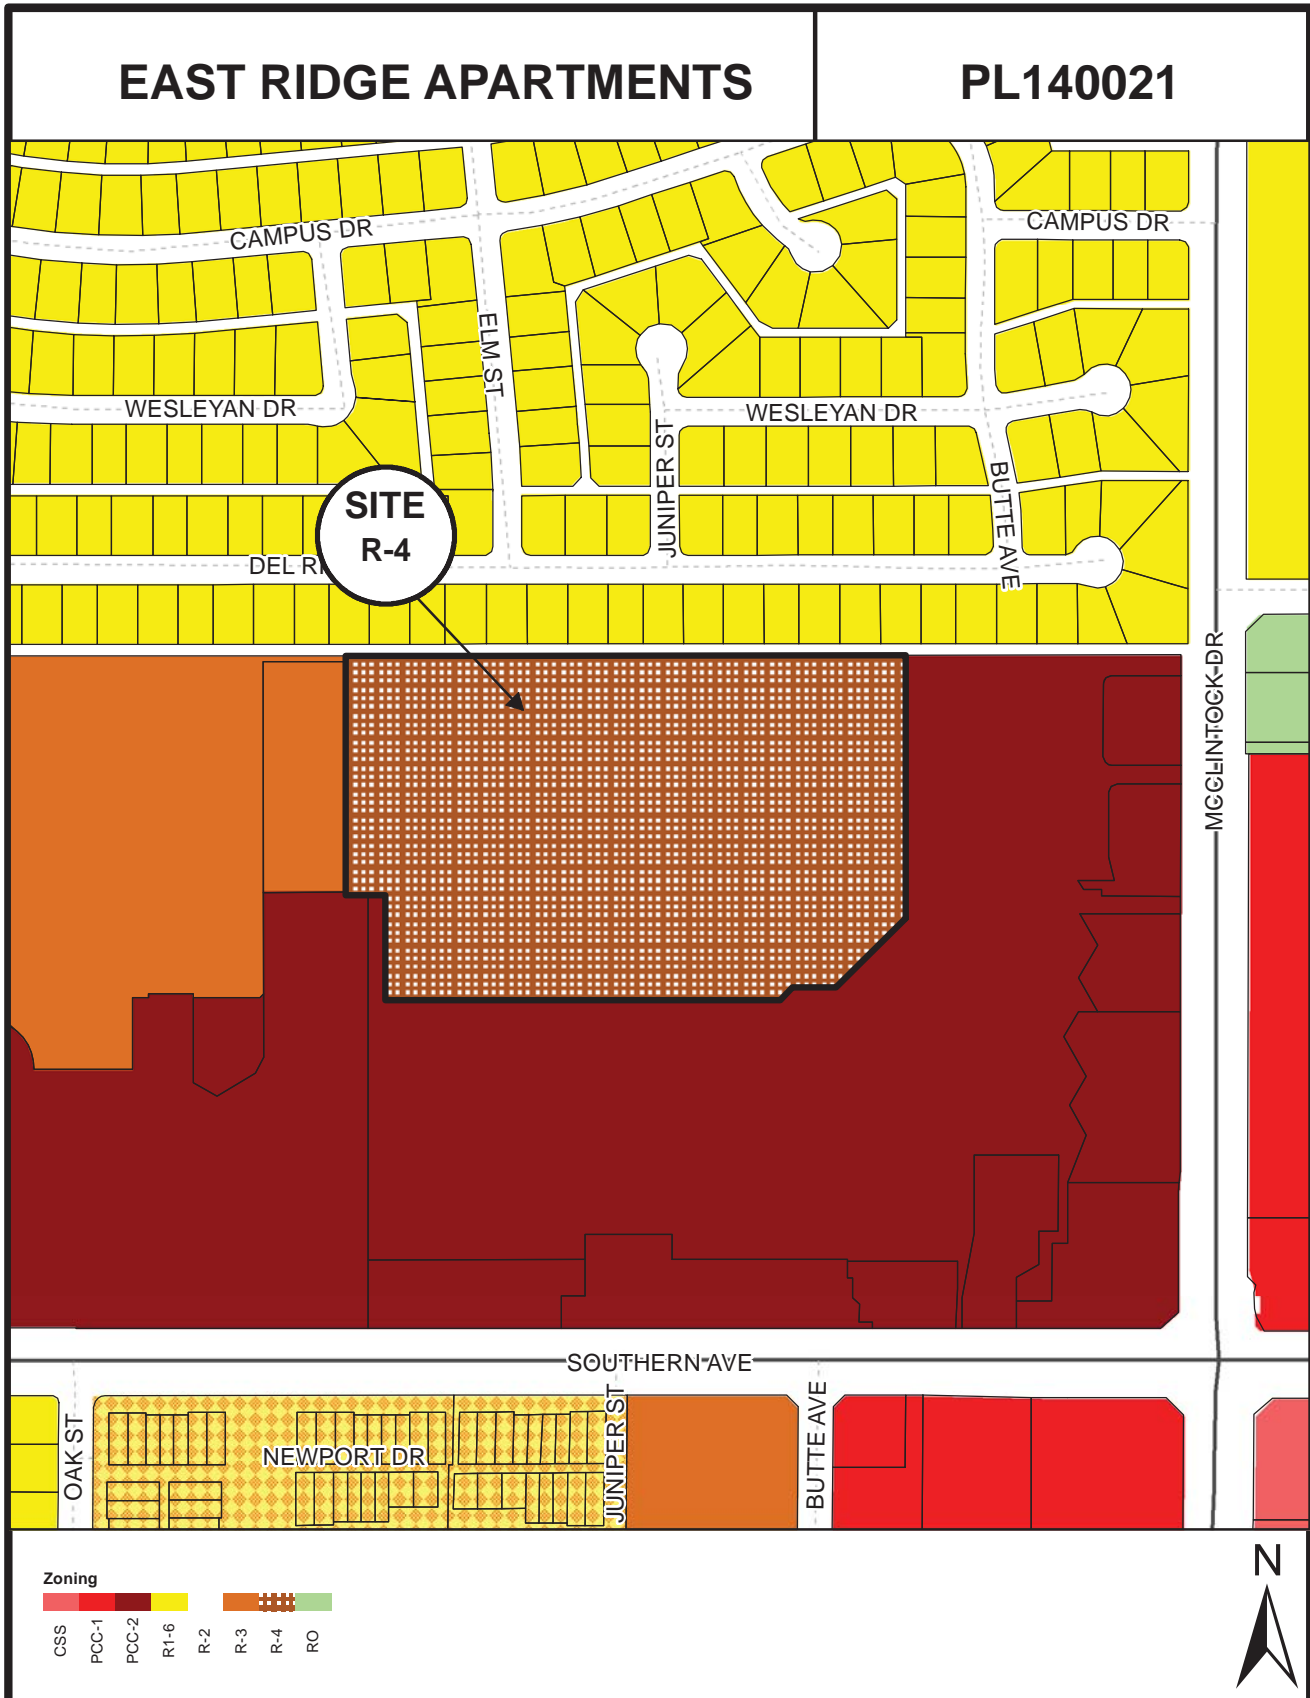 EAST RIDGE APARTMENTS
PL140021
CAMPUS DR
CAMPUS DR
ELM ST
WESLEYAN DR
WESLEYAN DR
JUNIPER ST
BUTTE AVE
SITE
R-4
DEL R
MCCLINTOCK DR
SOUTHERN AVE
OAK ST
NEWPORT DR
JUNIPER ST
BUTTE AVE
Zoning
CSS
PCC-1
PCC-2
R1-6
R-2
R-3
R-4
RO
N